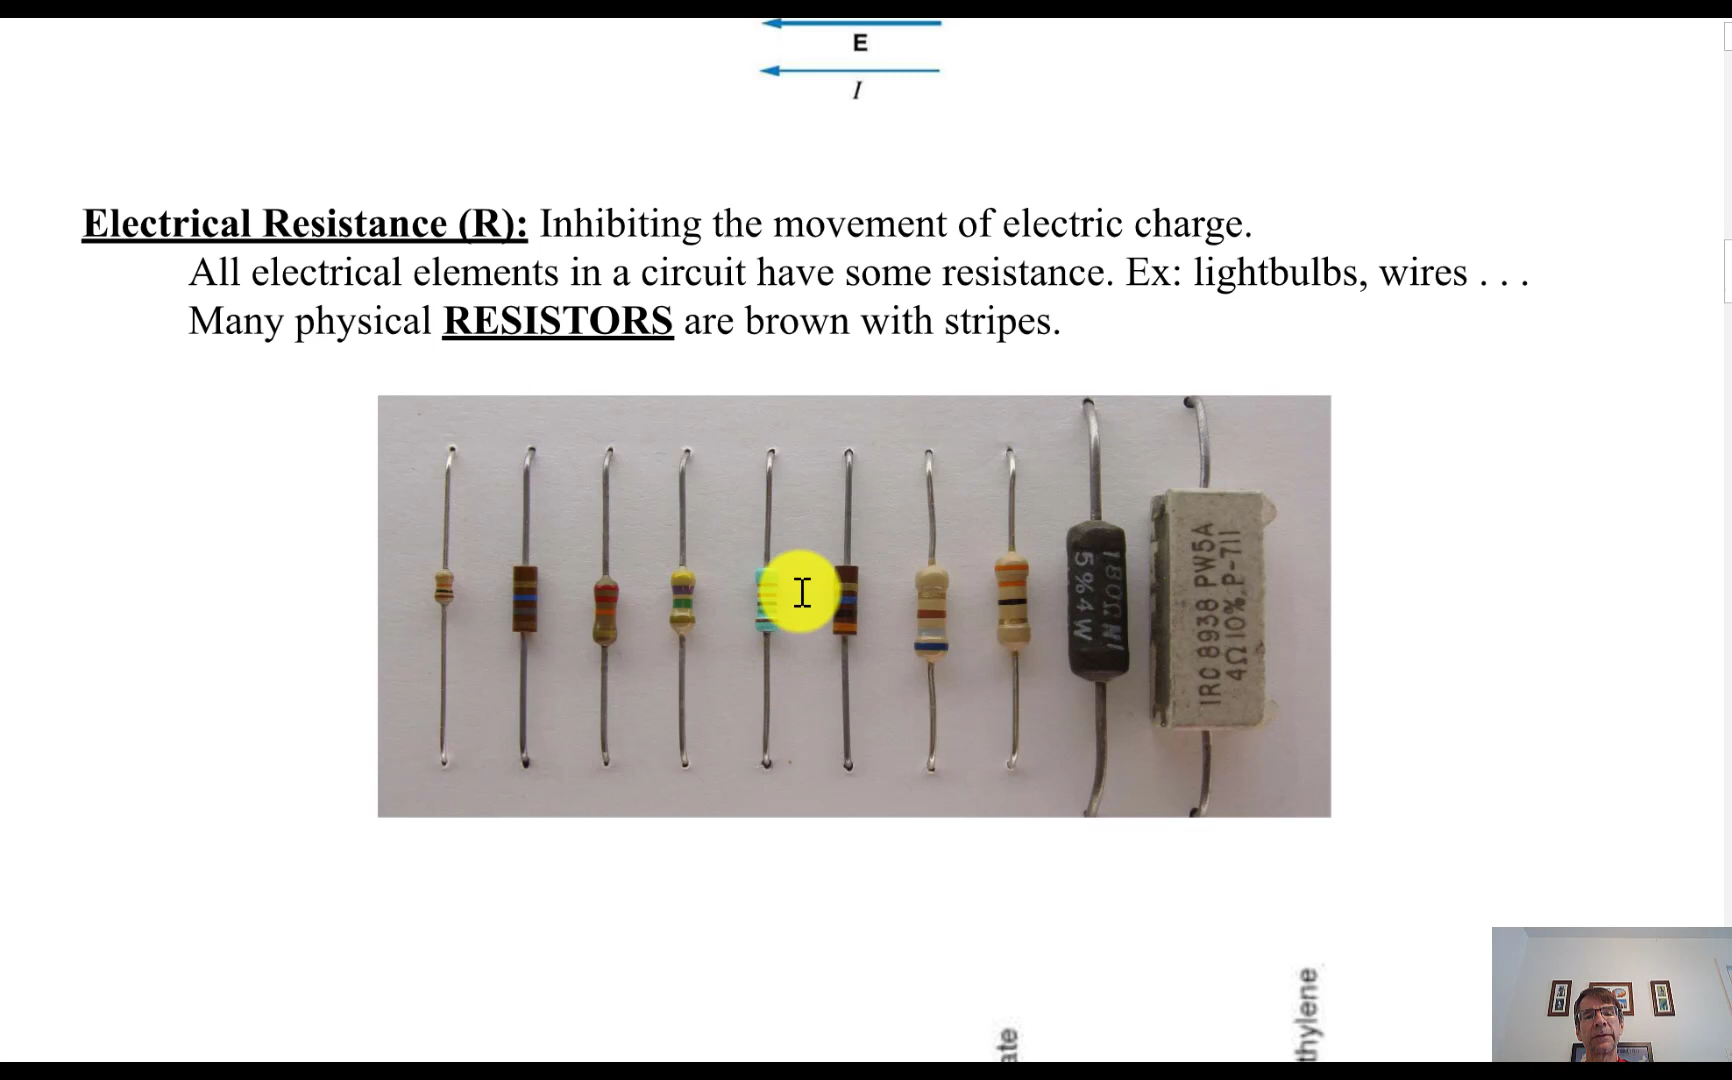 E
I
Electrical Resistance (R): Inhibiting the movement of electric charge.
All electrical elements in a circuit have some resistance. Ex: lightbulbs, wires . . .
Many physical RESISTORS are brown with stripes.
180Ω NI
5% 4W
IRC 8938 PW5A
4Ω 10% P-711
ate
thylene